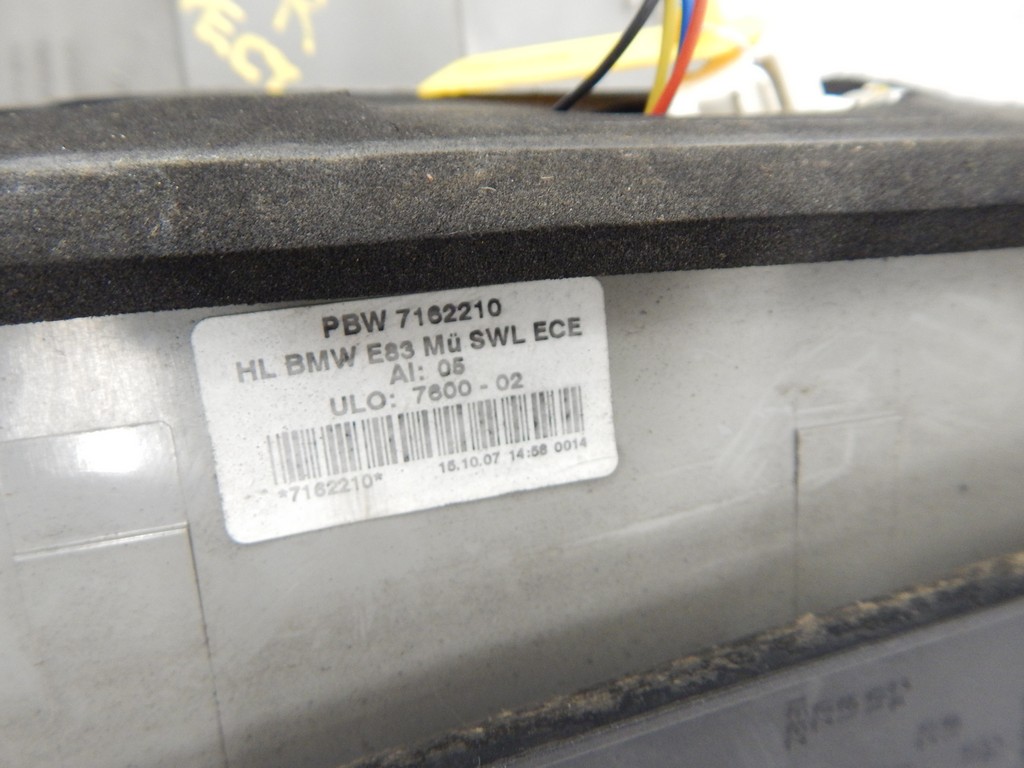 PBW 7162210
HL BMW E83 Mü SWL ECE
AI: 05
ULO: 7600 - 02
15.10.07 14:58 0014
*7162210*